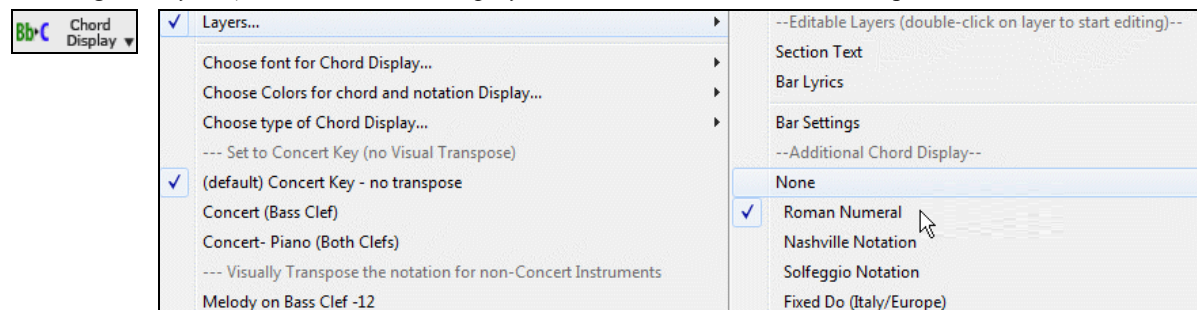 Bb▸C Chord Display ▼
Layers...
Choose font for Chord Display...
Choose Colors for chord and notation Display...
Choose type of Chord Display...
--- Set to Concert Key (no Visual Transpose)
(default) Concert Key - no transpose
Concert (Bass Clef)
Concert- Piano (Both Clefs)
--- Visually Transpose the notation for non-Concert Instruments
Melody on Bass Clef -12
--Editable Layers (double-click on layer to start editing)--
Section Text
Bar Lyrics
Bar Settings
--Additional Chord Display--
None
Roman Numeral
Nashville Notation
Solfeggio Notation
Fixed Do (Italy/Europe)